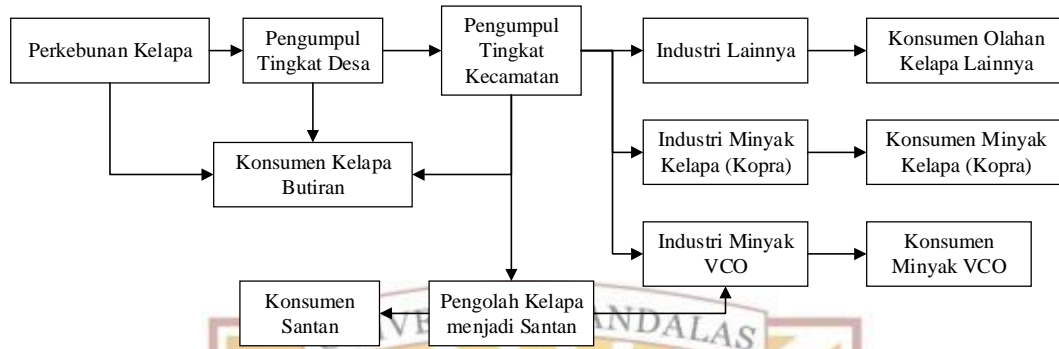 Perkebunan Kelapa
Pengumpul
Tingkat Desa
Pengumpul
Tingkat
Kecamatan
Industri Lainnya
Konsumen Olahan
Kelapa Lainnya
Konsumen Kelapa
Butiran
Industri Minyak
Kelapa (Kopra)
Konsumen Minyak
Kelapa (Kopra)
Industri Minyak
VCO
Konsumen
Minyak VCO
Konsumen
Santan
Pengolah Kelapa
menjadi Santan